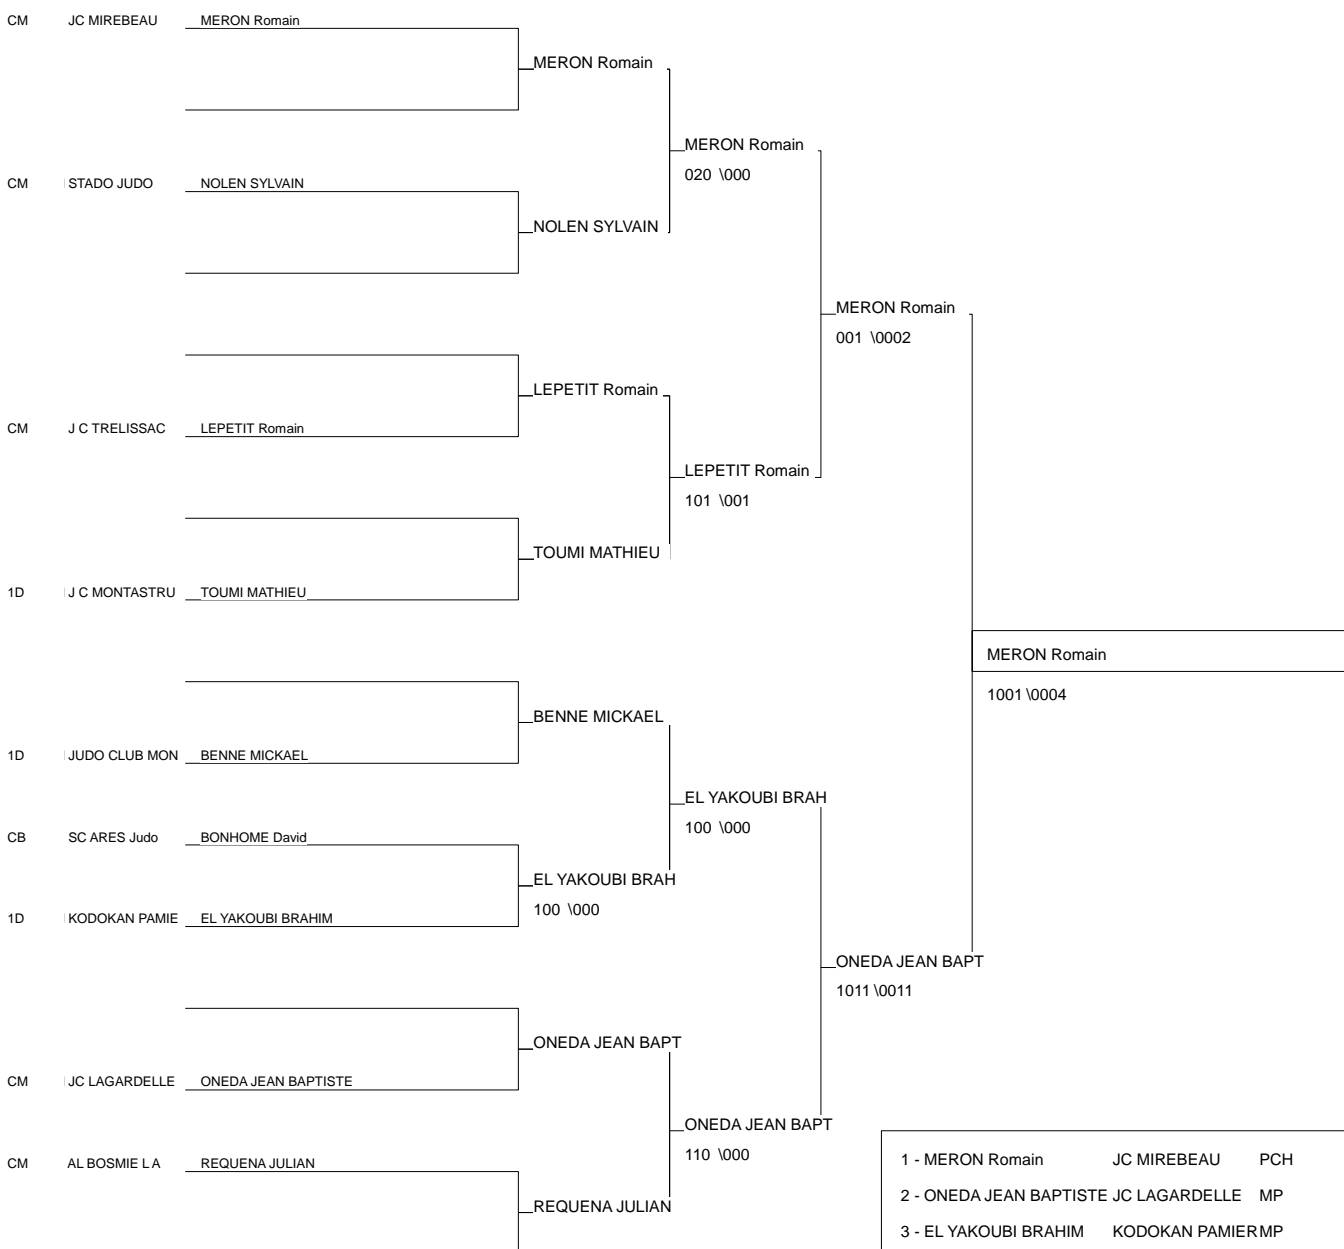 CM JC MIREBEAU MERON Romain
MERON Romain
MERON Romain
020 \000
CM STADO JUDO NOLEN SYLVAIN
NOLEN SYLVAIN
MERON Romain
001 \0002
LEPETIT Romain
CM J C TRELISSAC LEPETIT Romain
LEPETIT Romain
101 \001
TOUMI MATHIEU
1D J C MONTASTRU TOUMI MATHIEU
MERON Romain
1001 \0004
BENNE MICKAEL
1D JUDO CLUB MON BENNE MICKAEL
EL YAKOUBI BRAH
100 \000
CB SC ARES Judo BONHOME David
EL YAKOUBI BRAH
100 \000
1D KODOKAN PAMIE EL YAKOUBI BRAHIM
ONEDA JEAN BAPT
1011 \0011
ONEDA JEAN BAPT
CM JC LAGARDELLE ONEDA JEAN BAPTISTE
ONEDA JEAN BAPT
110 \000
CM AL BOSMIE L A REQUENA JULIAN
REQUENA JULIAN
1 - MERON Romain JC MIREBEAU PCH
2 - ONEDA JEAN BAPTISTE JC LAGARDELLE MP
3 - EL YAKOUBI BRAHIM KODOKAN PAMIER MP